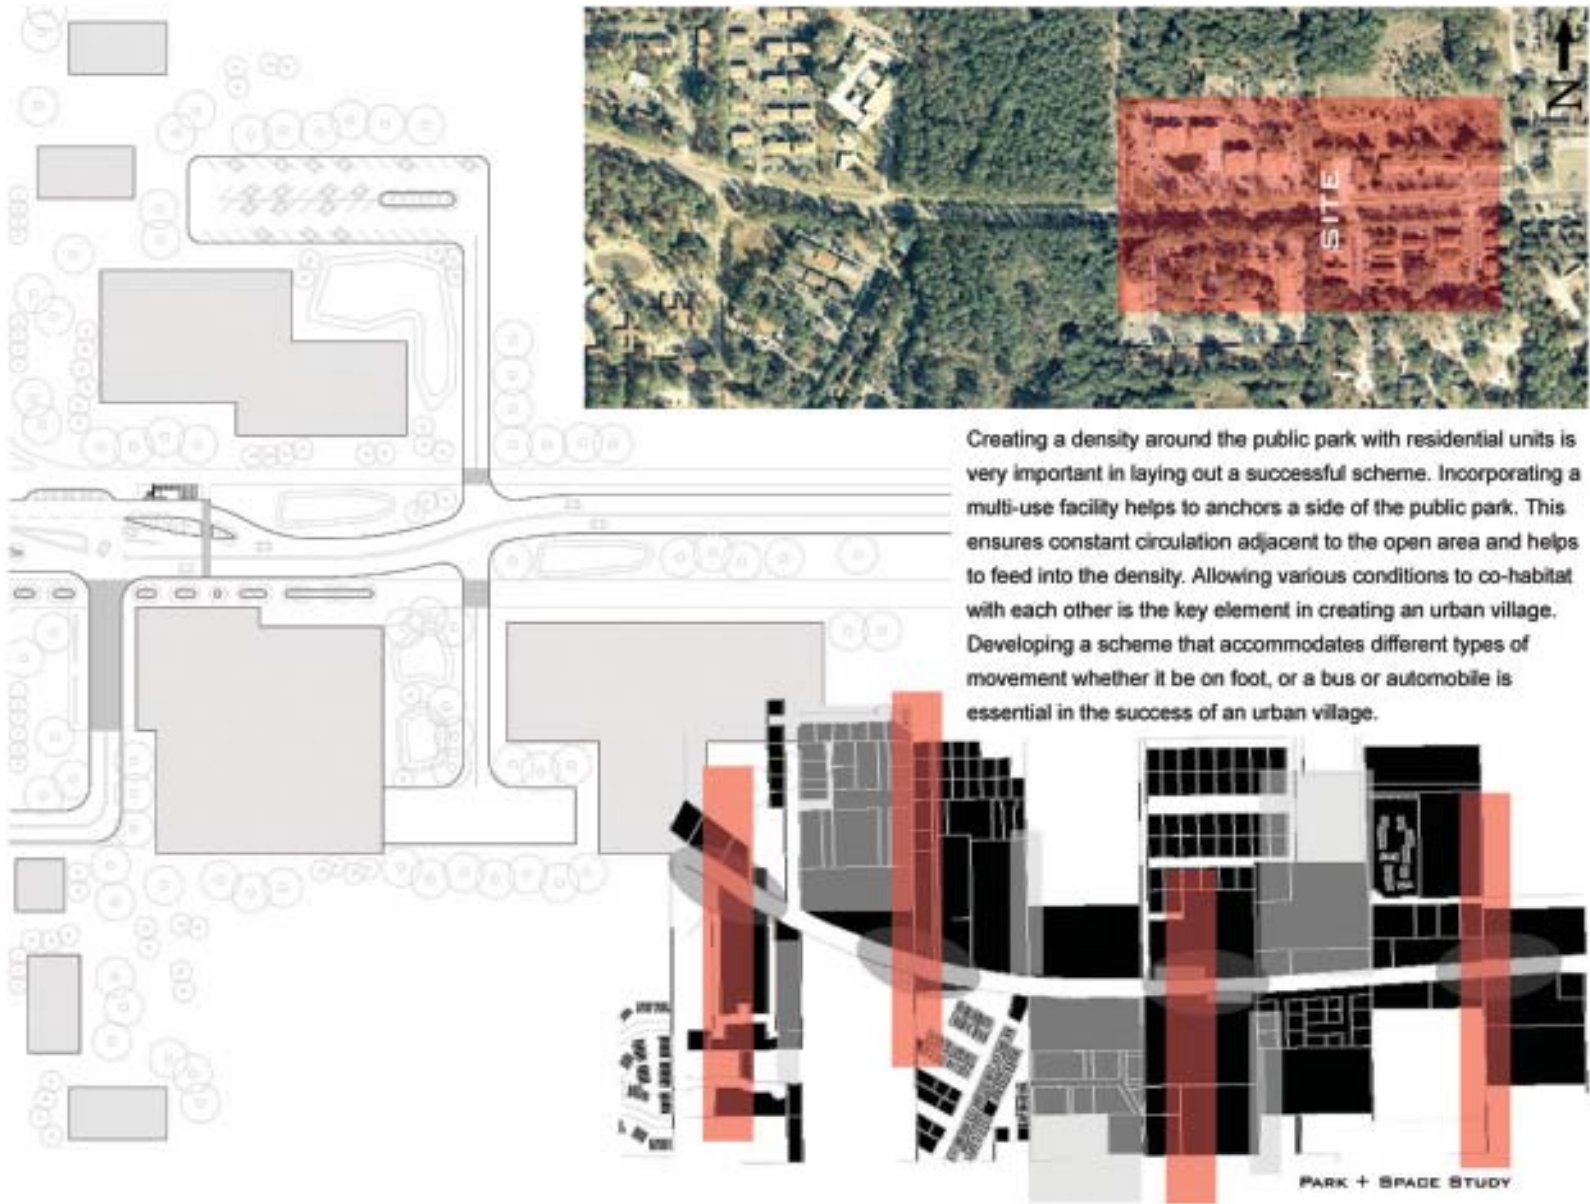 N
SITE
Creating a density around the public park with residential units is
very important in laying out a successful scheme. Incorporating a
multi-use facility helps to anchors a side of the public park. This
ensures constant circulation adjacent to the open area and helps
to feed into the density. Allowing various conditions to co-habitat
with each other is the key element in creating an urban village.
Developing a scheme that accommodates different types of
movement whether it be on foot, or a bus or automobile is
essential in the success of an urban village.
PARK + SPACE STUDY